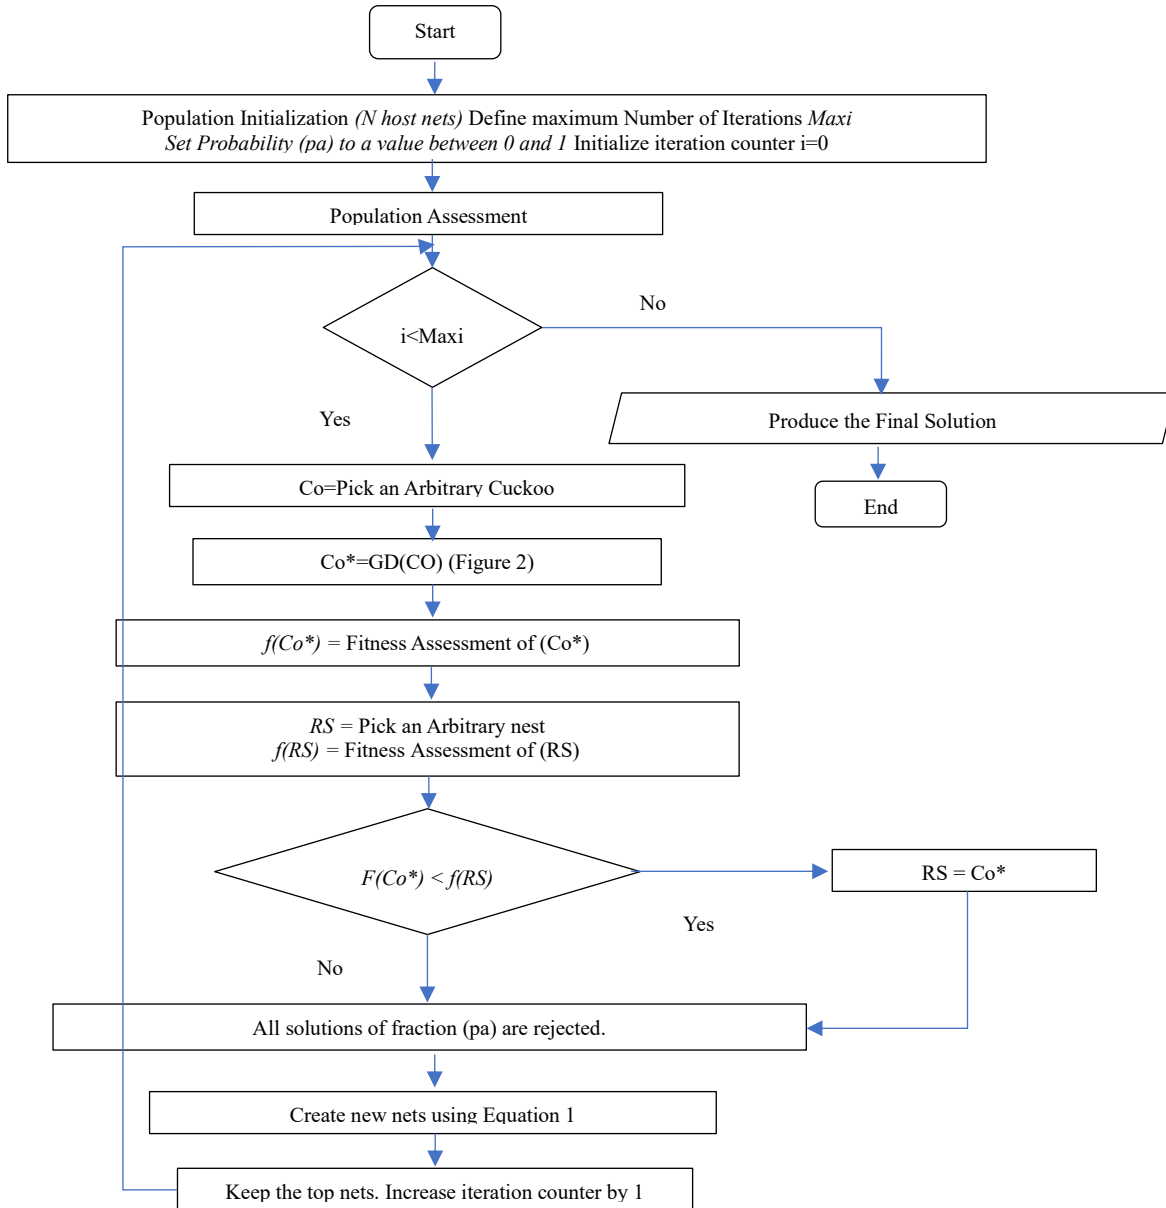 Start
Population Initialization (N host nets) Define maximum Number of Iterations Maxi
Set Probability (pa) to a value between 0 and 1 Initialize iteration counter i=0
Population Assessment
No
i<Maxi
Yes
Produce the Final Solution
Co=Pick an Arbitrary Cuckoo
End
Co*=GD(CO) (Figure 2)
f(Co*) = Fitness Assessment of (Co*)
RS = Pick an Arbitrary nest
f(RS) = Fitness Assessment of (RS)
F(Co*) < f(RS)
RS = Co*
Yes
No
All solutions of fraction (pa) are rejected.
Create new nets using Equation 1
Keep the top nets. Increase iteration counter by 1